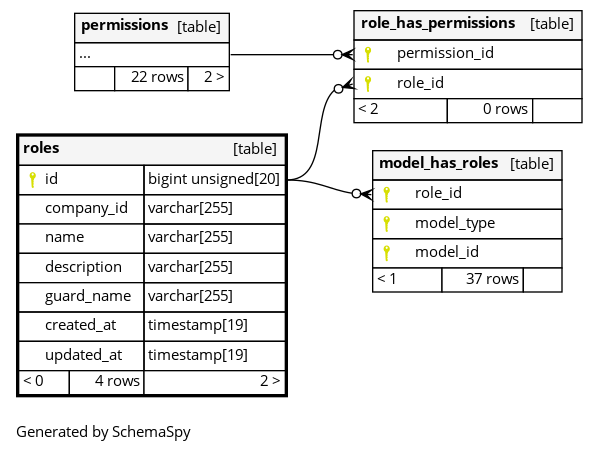 permissions [table]
...
22 rows 2 >
role_has_permissions [table]
permission_id
role_id
< 2 0 rows
roles [table]
id bigint unsigned[20]
company_id varchar[255]
name varchar[255]
description varchar[255]
guard_name varchar[255]
created_at timestamp[19]
updated_at timestamp[19]
< 0 4 rows 2 >
model_has_roles [table]
role_id
model_type
model_id
< 1 37 rows
Generated by SchemaSpy